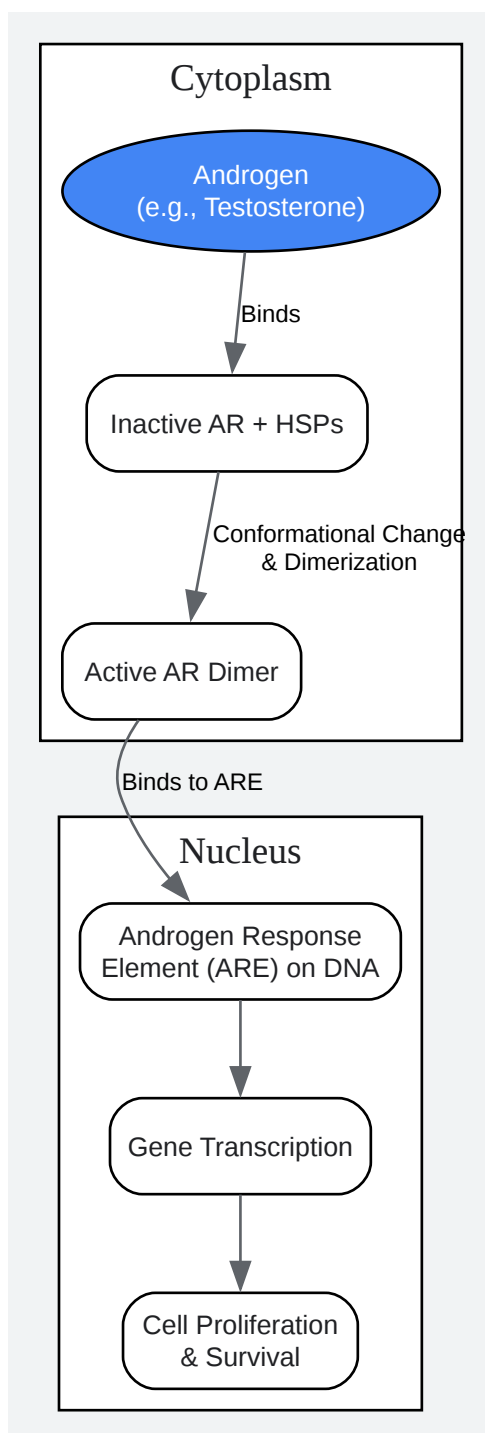 Cytoplasm
Androgen
(e.g., Testosterone)
Binds
Inactive AR + HSPs
Conformational Change
& Dimerization
Active AR Dimer
Binds to ARE
Nucleus
Androgen Response
Element (ARE) on DNA
Gene Transcription
Cell Proliferation
& Survival